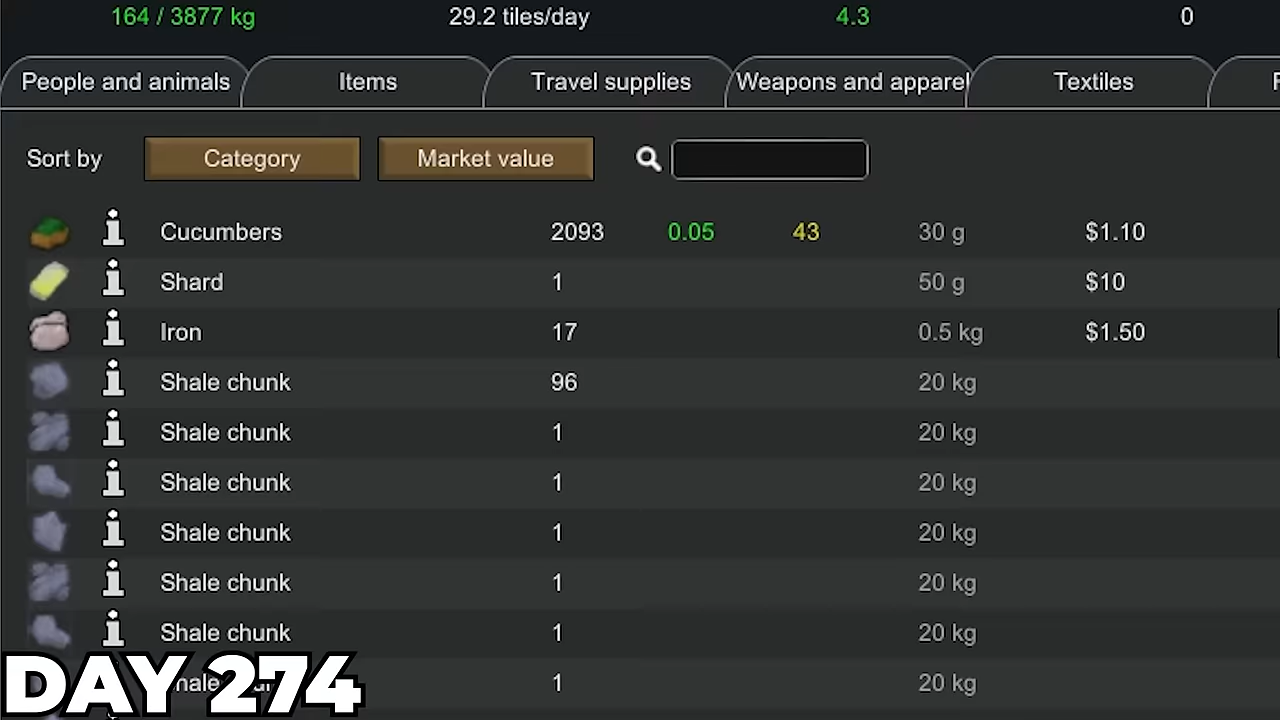 164 / 3877 kg 29.2 tiles/day 4.3 0
People and animals Items Travel supplies Weapons and apparel Textiles
Sort by Category Market value
Cucumbers 2093 0.05 43 30 g $1.10
Shard 1 50 g $10
Iron 17 0.5 kg $1.50
Shale chunk 96 20 kg
Shale chunk 1 20 kg
Shale chunk 1 20 kg
Shale chunk 1 20 kg
Shale chunk 1 20 kg
Shale chunk 1 20 kg
1 20 kg
DAY 274